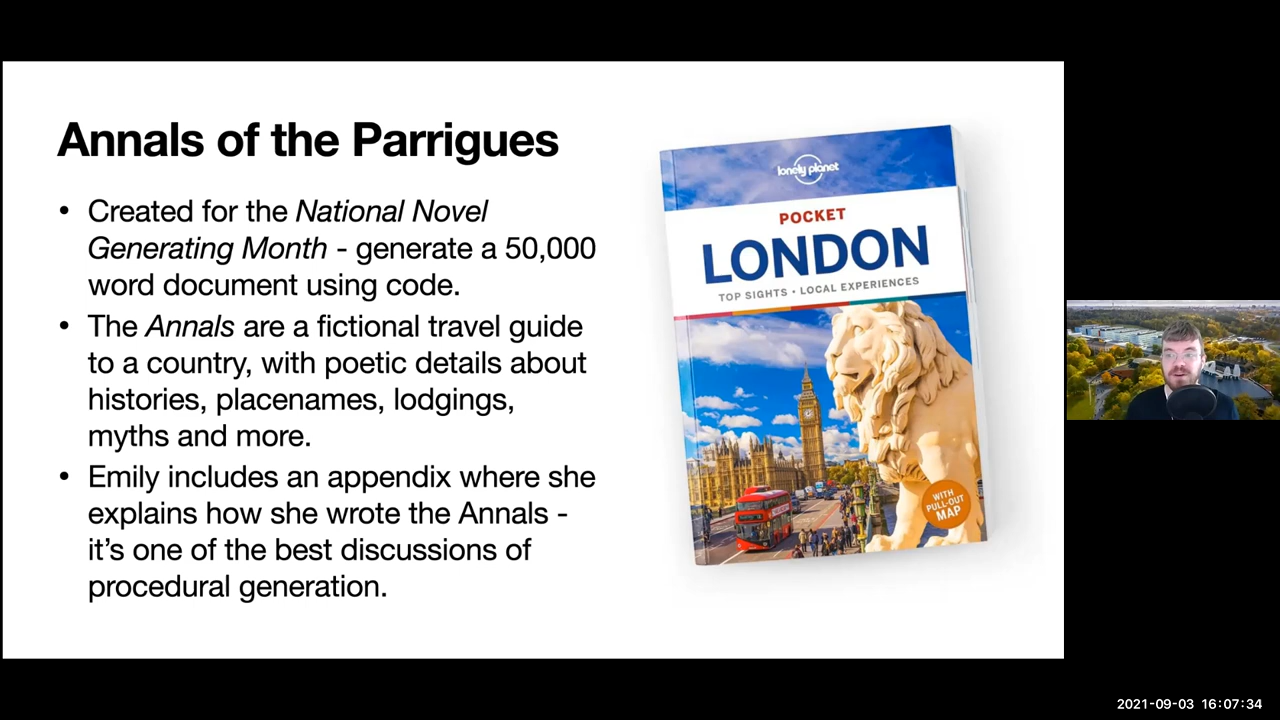 Annals of the Parrigues
• Created for the National Novel
Generating Month - generate a 50,000
word document using code.
• The Annals are a fictional travel guide
to a country, with poetic details about
histories, placenames, lodgings,
myths and more.
• Emily includes an appendix where she
explains how she wrote the Annals -
it's one of the best discussions of
procedural generation.
lonely planet
POCKET
LONDON
TOP SIGHTS • LOCAL EXPERIENCES
WITH
PULL-OUT
MAP
2021-09-03 16:07:34